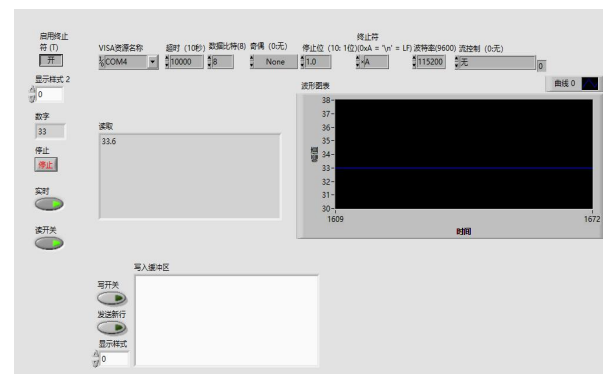 启用终止
符 (T)
开
VISA资源名称
COM4
超时 (10秒)
10000
数据比特(8)
8
奇偶 (0:无)
None
停止位 (10: 1位)
1.0
终止符
(0xA = '\n' = LF)
xA
波特率(9600)
115200
流控制 (0:无)
无
0
显示样式 2
0
数字
33
停止
停止
实时
读开关
读取
33.6
波形图表
曲线 0
38
37
36
35
34
33
32
31
30
幅值
1609
1672
时间
写入缓冲区
写开关
发送新行
显示样式
0